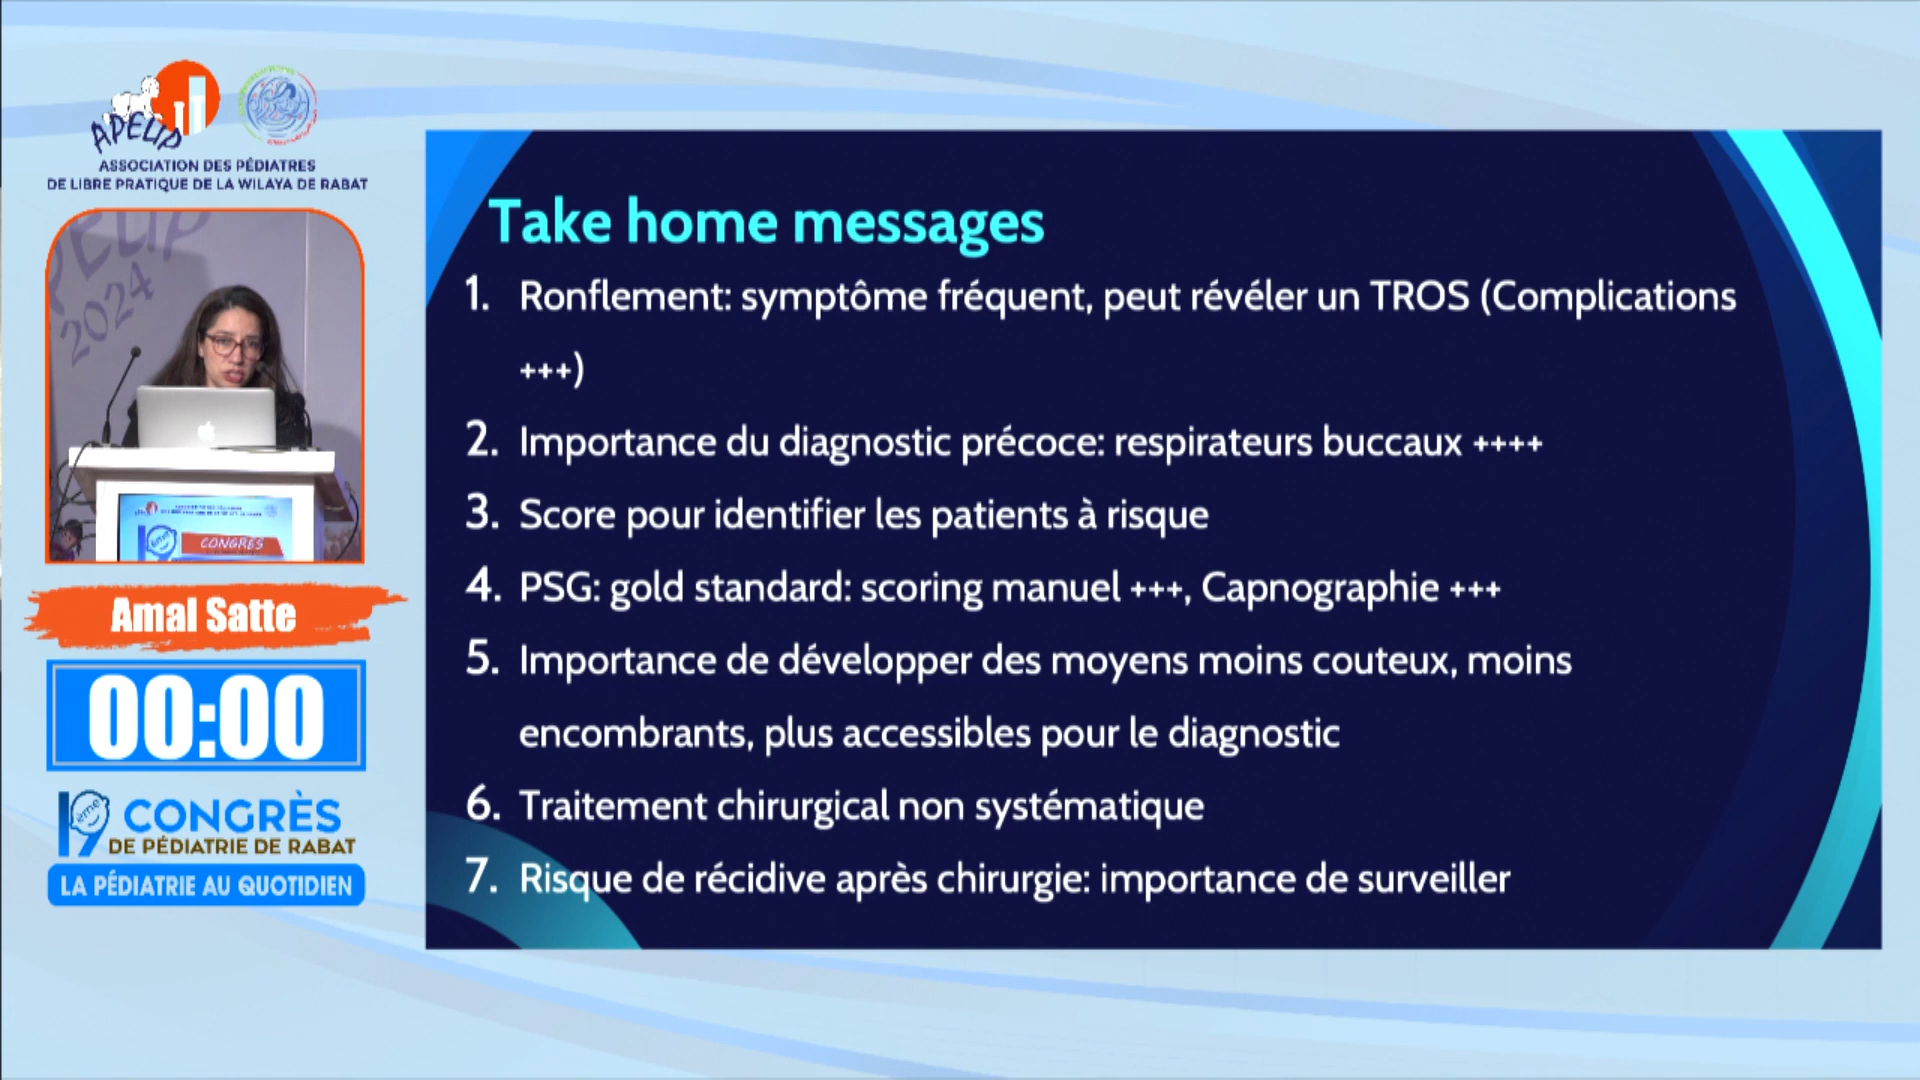 APELIP
ASSOCIATION DES PÉDIATRES
DE LIBRE PRATIQUE DE LA WILAYA DE RABAT
APELIP
2024
CONGRÈS
Amal Satte
00:00
19ème CONGRÈS
DE PÉDIATRIE DE RABAT
LA PÉDIATRIE AU QUOTIDIEN
Take home messages
1. Ronflement: symptôme fréquent, peut révéler un TROS (Complications
+++)
2. Importance du diagnostic précoce: respirateurs buccaux ++++
3. Score pour identifier les patients à risque
4. PSG: gold standard: scoring manuel +++, Capnographie +++
5. Importance de développer des moyens moins couteux, moins
encombrants, plus accessibles pour le diagnostic
6. Traitement chirurgical non systématique
7. Risque de récidive après chirurgie: importance de surveiller